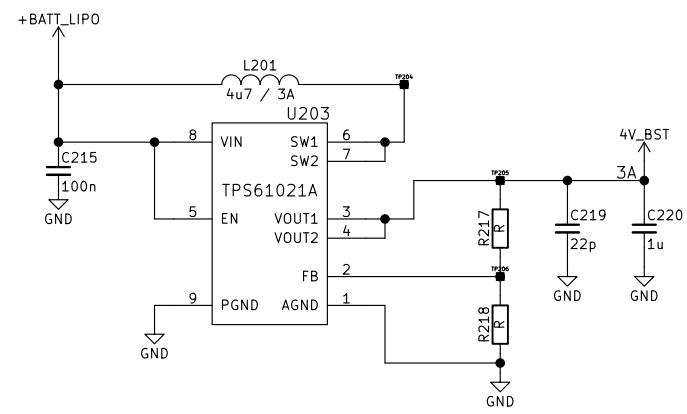 +BATT_LIPO
L201
4u7 / 3A
TP204
U203
8
VIN
SW1
6
SW2
7
4V_BST
C215
100n
GND
TPS61021A
TP205
3A
5
EN
VOUT1
3
VOUT2
4
R217
R
C219
22p
C220
1u
FB
2
TP206
GND
GND
9
PGND
AGND
1
R218
R
GND
GND